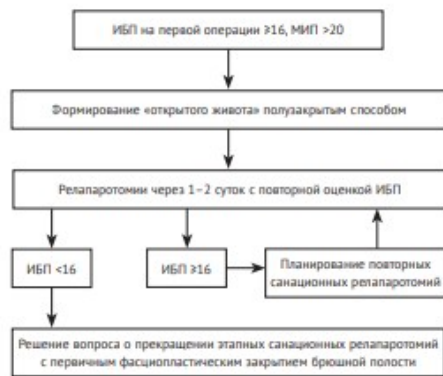 ИБП на первой операции ≥16, МИП >20
Формирование «открытого живота» полузакрытым способом
Релапаротомии через 1–2 суток с повторной оценкой ИБП
ИБП <16
ИБП ≥16
Планирование повторных
санационных релапаротомий
Решение вопроса о прекращении этапных санационных релапаротомий
с первичным фасциопластическим закрытием брюшной полости